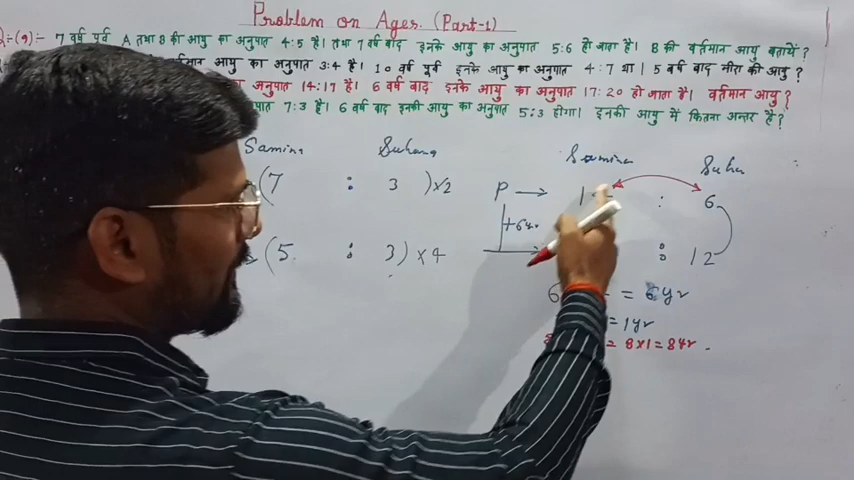 Problem on Ages. (Part-1)
(9) :- 7 वर्ष पूर्व A तथा B की आयु का अनुपात 4:5 है। तथा 7 वर्ष बाद इनके आयु का अनुपात 5:6 हो जाता है। B की वर्तमान आयु बतायें ?
आयु का अनुपात 3:4 है। 10 वर्ष पूर्व इनके आयु का अनुपात 4:7 था। 5 वर्ष बाद मीरा की आयु ?
अनुपात 14:17 है। 6 वर्ष बाद इनके आयु का अनुपात 17:20 हो जाता है। वर्तमान आयु ?
7:3 है। 6 वर्ष बाद इनकी आयु का अनुपात 5:3 होगा। इनकी आयु में कितना अन्तर है ?
Samina Suhana Samina Suha
(7 : 3 )×2 P → 1 : 6
+6yr
(5 : 3) ×4 : 12
6 = 6yr
= 1yr
= 8×1 = 8yr .